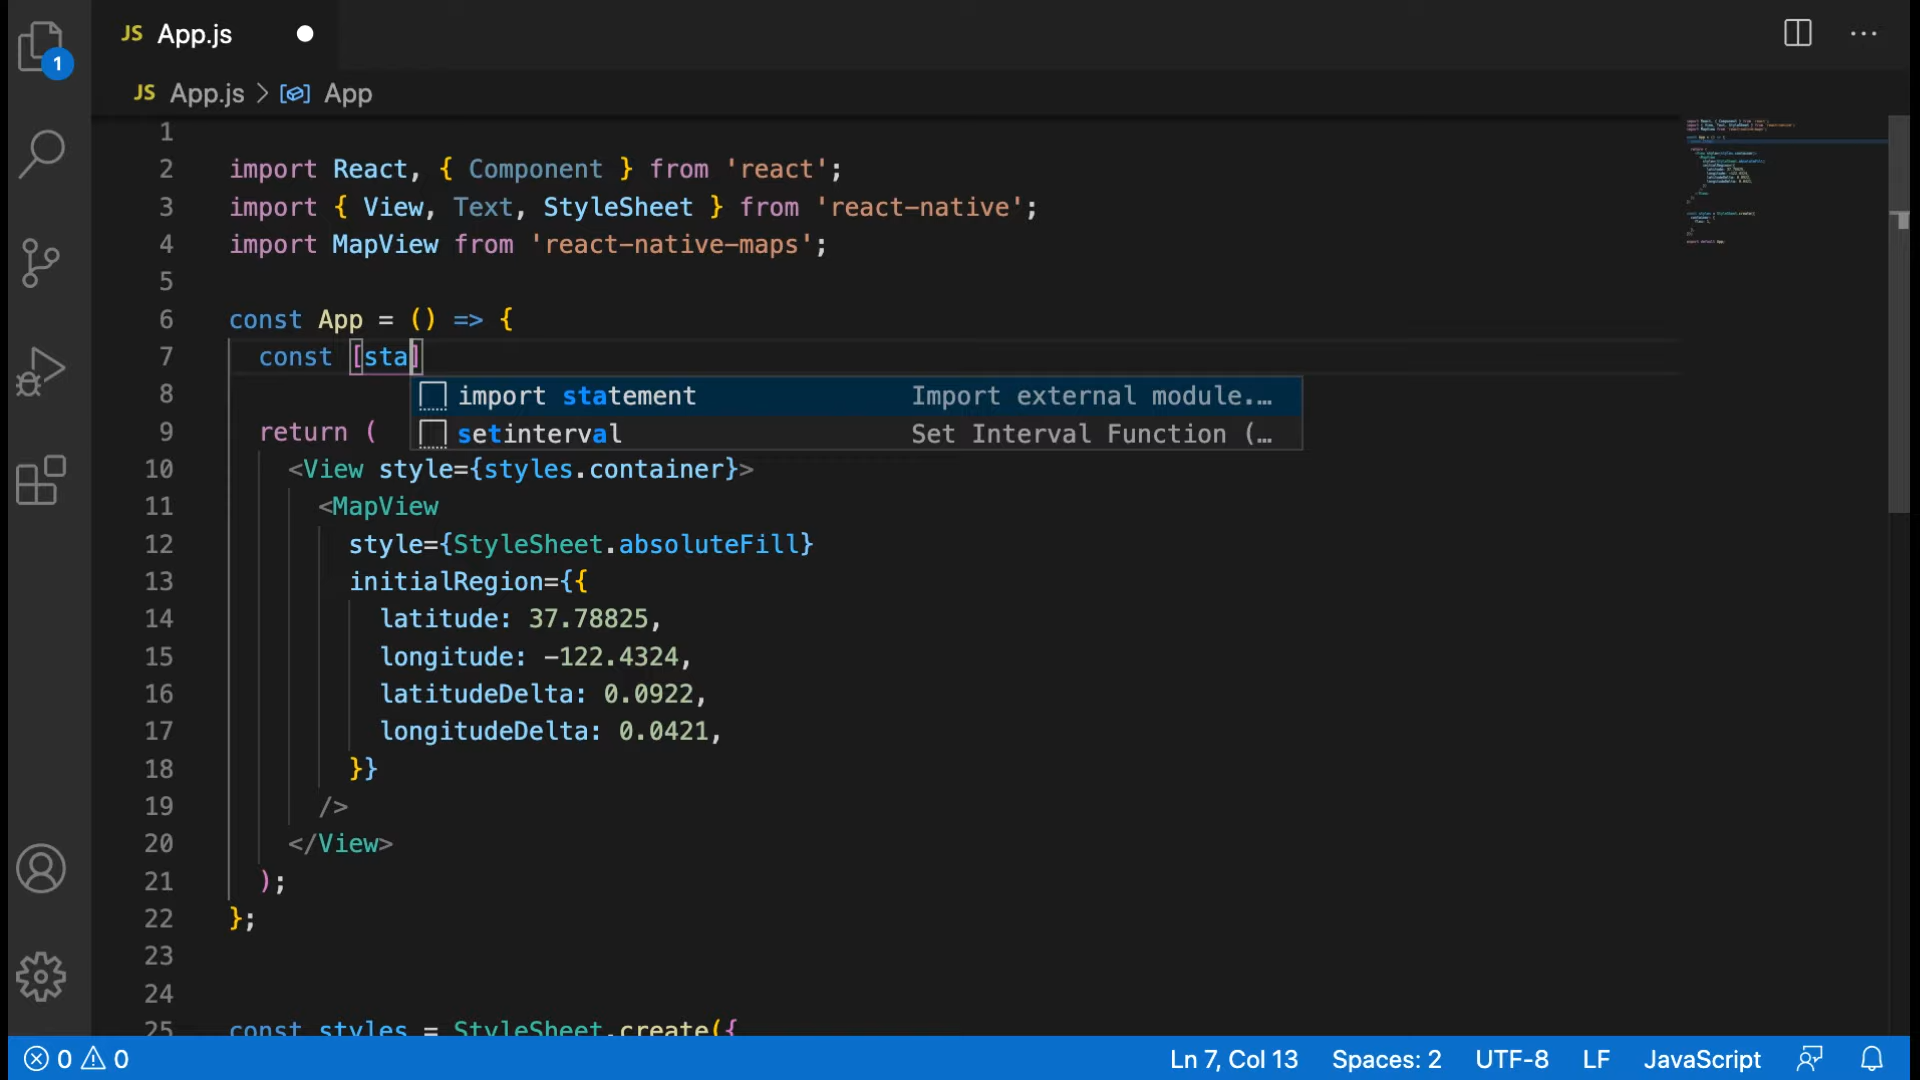 JS App.js
1
JS App.js > App
1
2 import React, { Component } from 'react';
3 import { View, Text, StyleSheet } from 'react-native';
4 import MapView from 'react-native-maps';
5
6 const App = () => {
7 const [sta]
8
import statement Import external module.…
setinterval Set Interval Function (…
9 return (
10 <View style={styles.container}>
11 <MapView
12 style={StyleSheet.absoluteFill}
13 initialRegion={{
14 latitude: 37.78825,
15 longitude: -122.4324,
16 latitudeDelta: 0.0922,
17 longitudeDelta: 0.0421,
18 }}
19 />
20 </View>
21 );
22 };
23
24
25 const styles = StyleSheet.create({
0 0 Ln 7, Col 13 Spaces: 2 UTF-8 LF JavaScript